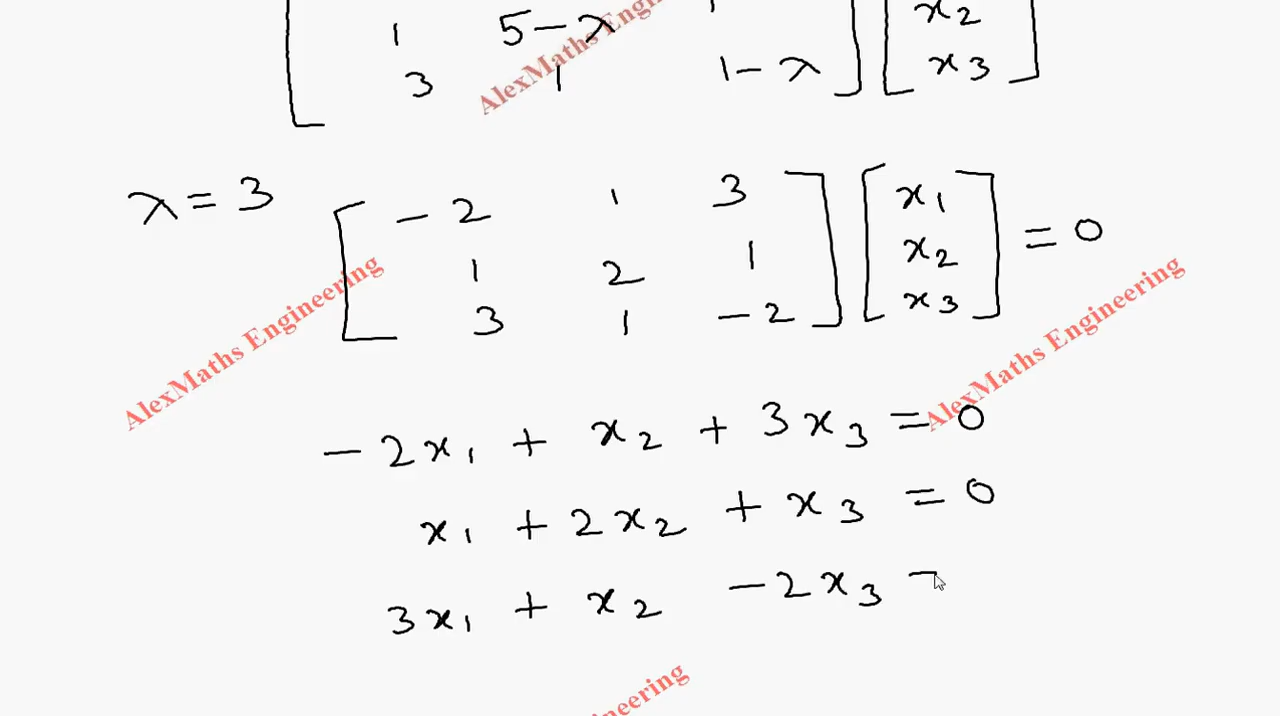 x2
1 5-λ
3 1 1-λ x3
AlexMaths Engineering
λ = 3
-2 1 3 x1
1 2 1 x2 = 0
3 1 -2 x3
AlexMaths Engineering
AlexMaths Engineering
-2x1 + x2 + 3x3 = 0
x1 + 2x2 + x3 = 0
3x1 + x2 -2x3